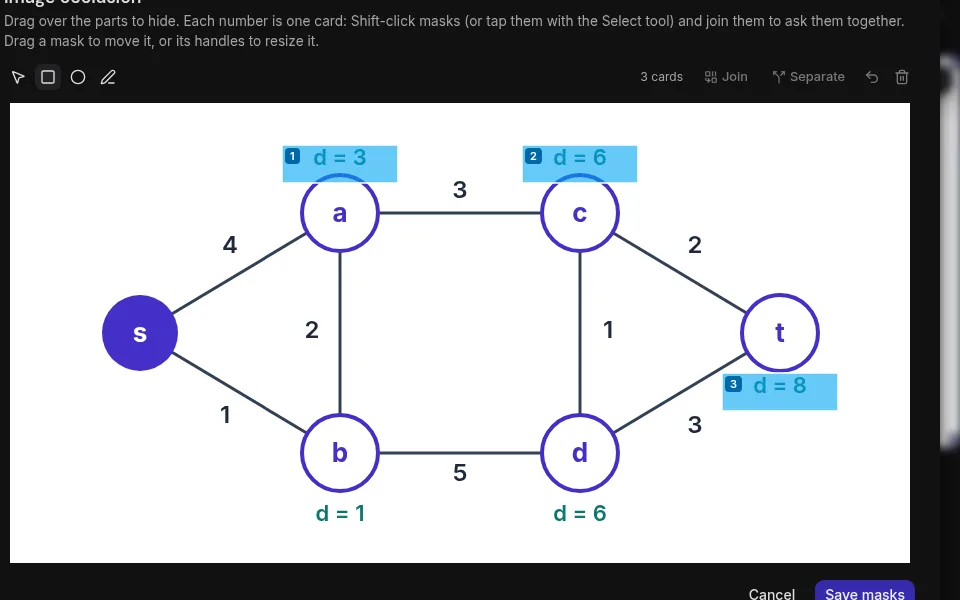 Image occlusion
Drag over the parts to hide. Each number is one card: Shift-click masks (or tap them with the Select tool) and join them to ask them together.
Drag a mask to move it, or its handles to resize it.
3 cards Join Separate
1 d = 3
2 d = 6
3
a
c
4
2
s
2
1
t
3 d = 8
1
3
b
d
5
d = 1
d = 6
Cancel Save masks